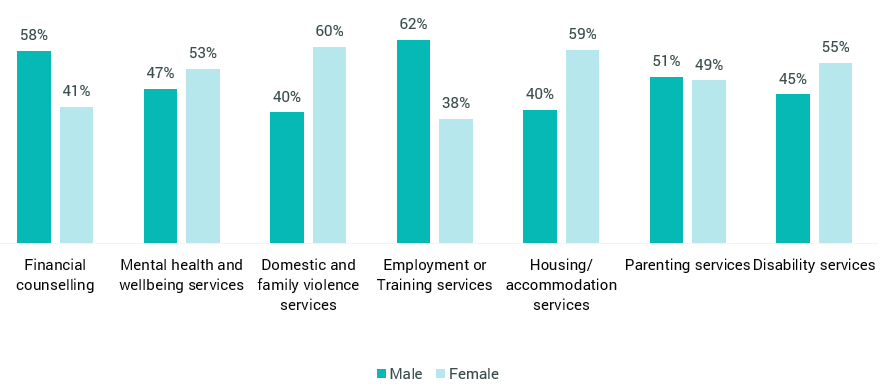 58%
41%
47%
53%
40%
60%
62%
38%
40%
59%
51%
49%
45%
55%
Financial
counselling
Mental health and
wellbeing services
Domestic and
family violence
services
Employment or
Training services
Housing/
accommodation
services
Parenting services
Disability services
Male
Female